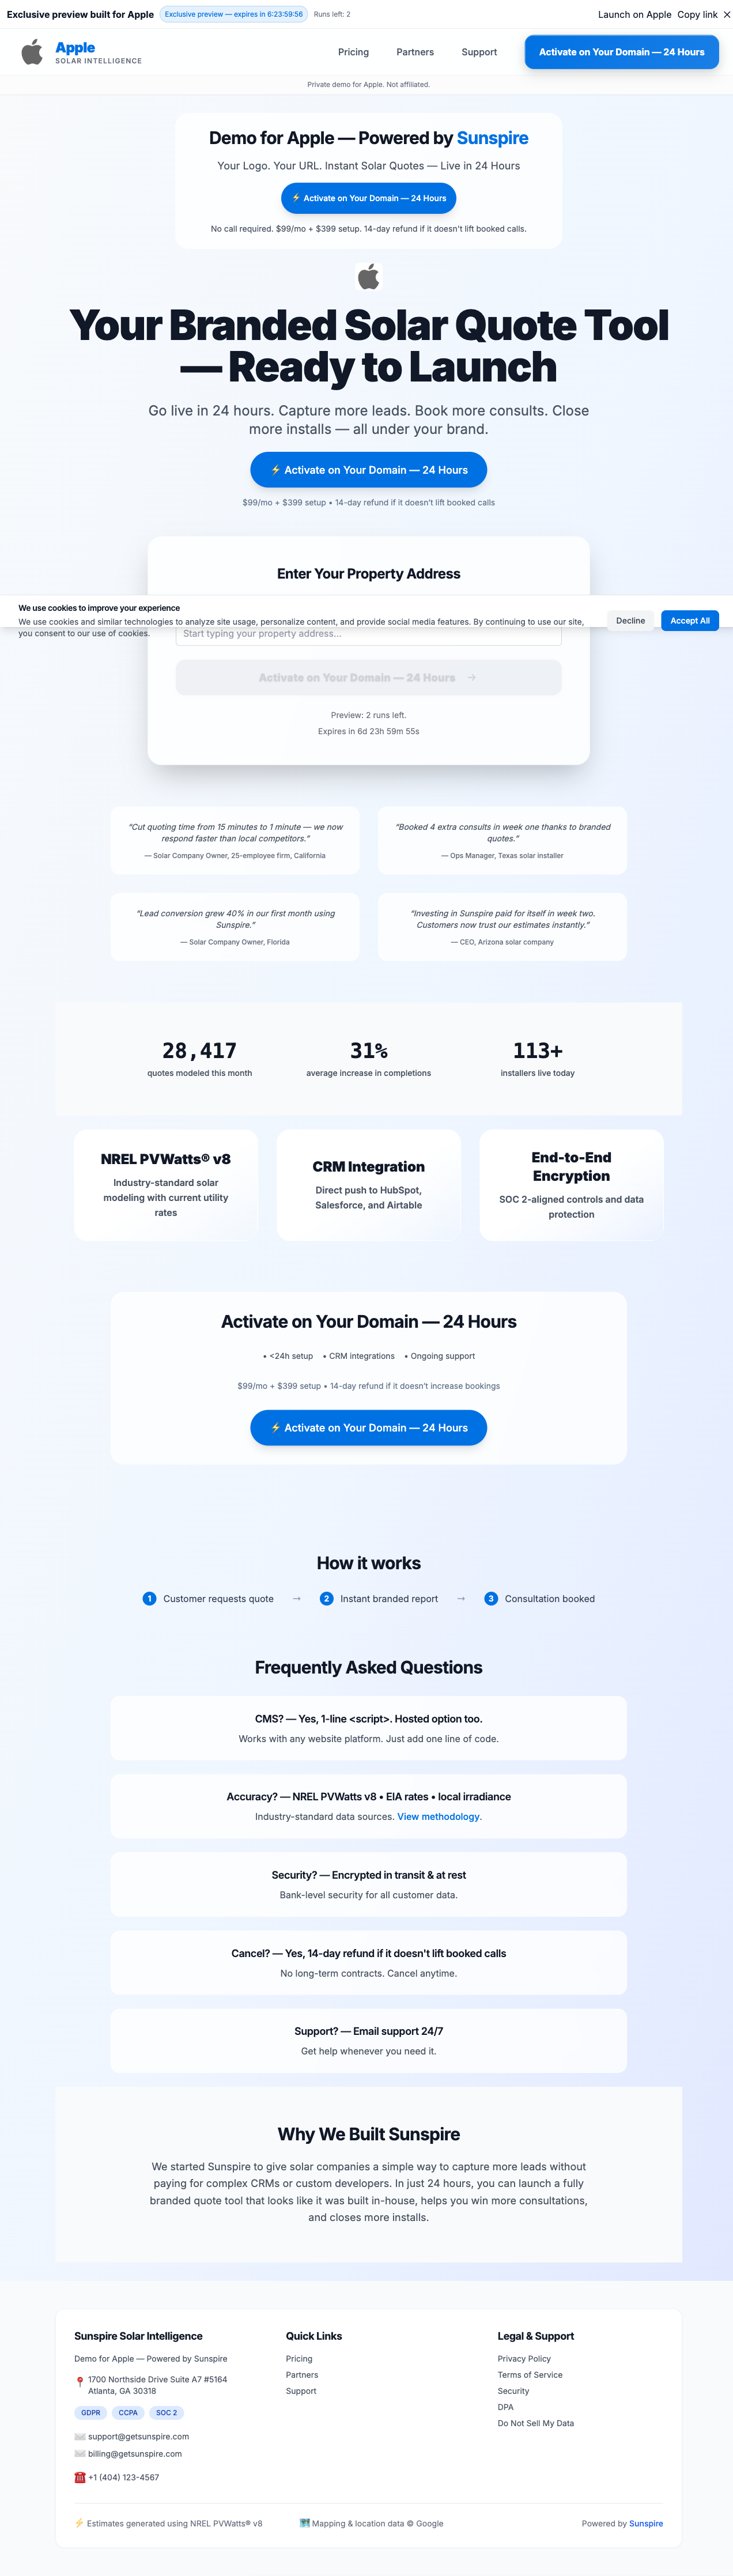 Exclusive preview built for Apple
Exclusive preview — expires in 6:23:59:56
Runs left: 2
Launch on Apple
Copy link
✕
Apple
SOLAR INTELLIGENCE
Pricing
Partners
Support
Activate on Your Domain — 24 Hours
Private demo for Apple. Not affiliated.
Demo for Apple — Powered by Sunspire
Your Logo. Your URL. Instant Solar Quotes — Live in 24 Hours
⚡ Activate on Your Domain — 24 Hours
No call required. $99/mo + $399 setup. 14-day refund if it doesn't lift booked calls.
Your Branded Solar Quote Tool
— Ready to Launch
Go live in 24 hours. Capture more leads. Book more consults. Close
more installs — all under your brand.
⚡ Activate on Your Domain — 24 Hours
$99/mo + $399 setup • 14-day refund if it doesn't lift booked calls
Enter Your Property Address
We use cookies to improve your experience
We use cookies and similar technologies to analyze site usage, personalize content, and provide social media features. By continuing to use our site,
you consent to our use of cookies.
Decline
Accept All
Start typing your property address...
Activate on Your Domain — 24 Hours →
Preview: 2 runs left.
Expires in 6d 23h 59m 55s
"Cut quoting time from 15 minutes to 1 minute — we now
respond faster than local competitors."
— Solar Company Owner, 25-employee firm, California
"Booked 4 extra consults in week one thanks to branded
quotes."
— Ops Manager, Texas solar installer
"Lead conversion grew 40% in our first month using
Sunspire."
— Solar Company Owner, Florida
"Investing in Sunspire paid for itself in week two.
Customers now trust our estimates instantly."
— CEO, Arizona solar company
28,417
quotes modeled this month
31%
average increase in completions
113+
installers live today
NREL PVWatts® v8
Industry-standard solar
modeling with current utility
rates
CRM Integration
Direct push to HubSpot,
Salesforce, and Airtable
End-to-End
Encryption
SOC 2-aligned controls and data
protection
Activate on Your Domain — 24 Hours
• <24h setup • CRM integrations • Ongoing support
$99/mo + $399 setup • 14-day refund if it doesn't increase bookings
⚡ Activate on Your Domain — 24 Hours
How it works
1 Customer requests quote → 2 Instant branded report → 3 Consultation booked
Frequently Asked Questions
CMS? — Yes, 1-line <script>. Hosted option too.
Works with any website platform. Just add one line of code.
Accuracy? — NREL PVWatts v8 • EIA rates • local irradiance
Industry-standard data sources. View methodology.
Security? — Encrypted in transit & at rest
Bank-level security for all customer data.
Cancel? — Yes, 14-day refund if it doesn't lift booked calls
No long-term contracts. Cancel anytime.
Support? — Email support 24/7
Get help whenever you need it.
Why We Built Sunspire
We started Sunspire to give solar companies a simple way to capture more leads without
paying for complex CRMs or custom developers. In just 24 hours, you can launch a fully
branded quote tool that looks like it was built in-house, helps you win more consultations,
and closes more installs.
Sunspire Solar Intelligence
Demo for Apple — Powered by Sunspire
1700 Northside Drive Suite A7 #5164
Atlanta, GA 30318
GDPR
CCPA
SOC 2
support@getsunspire.com
billing@getsunspire.com
+1 (404) 123-4567
Quick Links
Pricing
Partners
Support
Legal & Support
Privacy Policy
Terms of Service
Security
DPA
Do Not Sell My Data
⚡ Estimates generated using NREL PVWatts® v8
Mapping & location data © Google
Powered by Sunspire